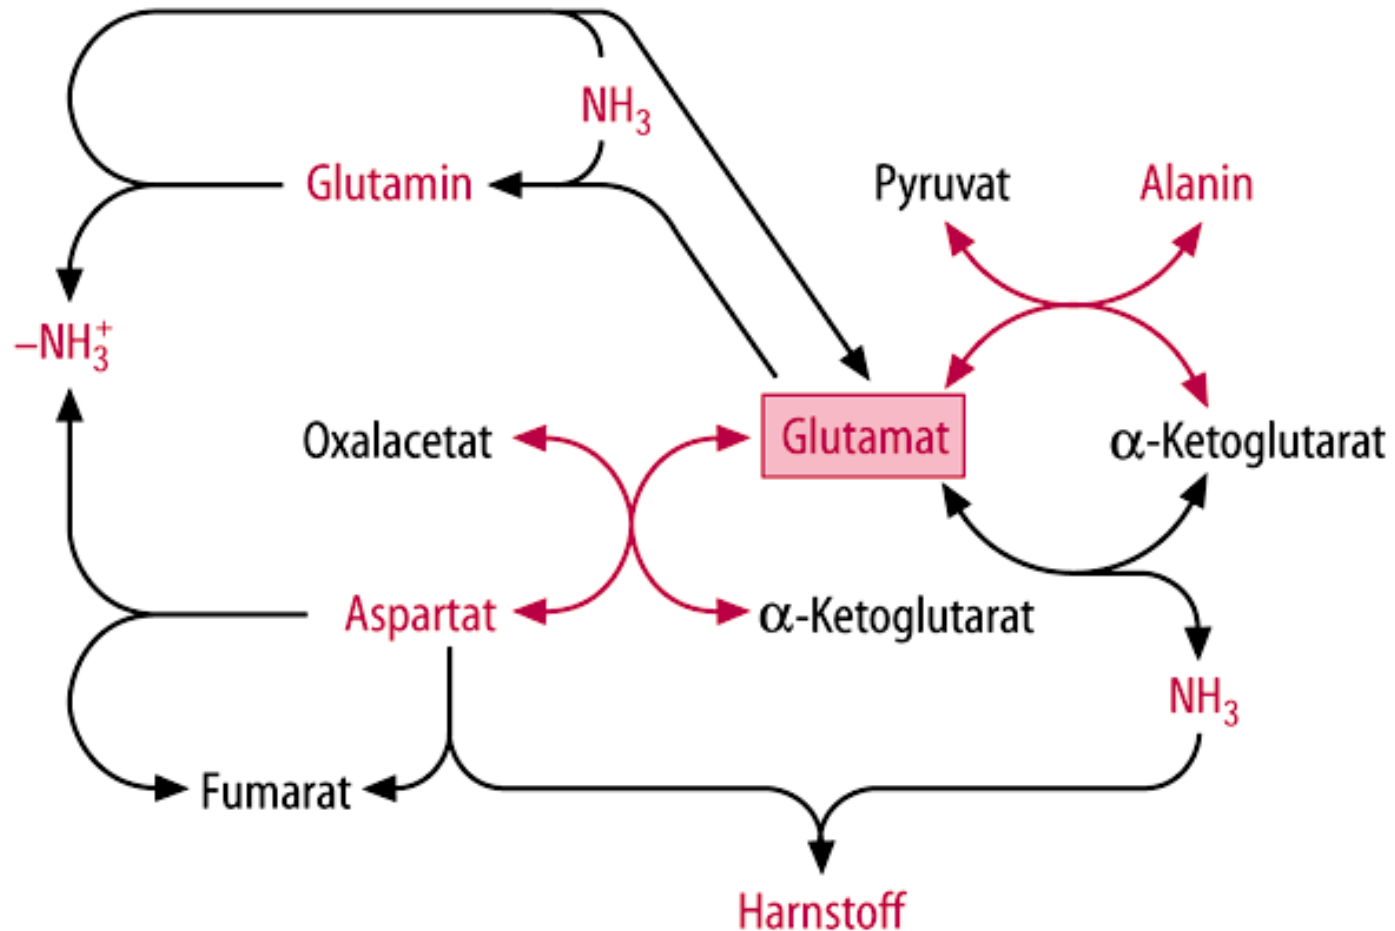 NH₃
Glutamin
Pyruvat
Alanin
–NH₃⁺
Oxalacetat
Glutamat
α-Ketoglutarat
Aspartat
α-Ketoglutarat
NH₃
Fumarat
Harnstoff